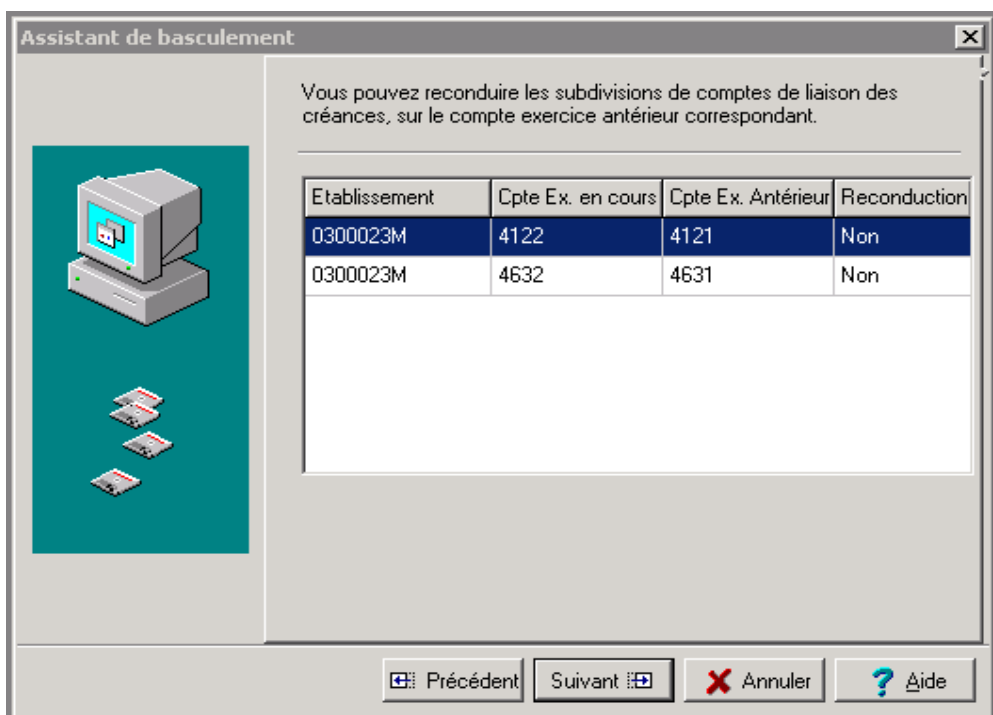 Assistant de basculement
Vous pouvez reconduire les subdivisions de comptes de liaison des
créances, sur le compte exercice antérieur correspondant.
Etablissement Cpte Ex. en cours Cpte Ex. Antérieur Reconduction
0300023M 4122 4121 Non
0300023M 4632 4631 Non
Précédent Suivant Annuler Aide